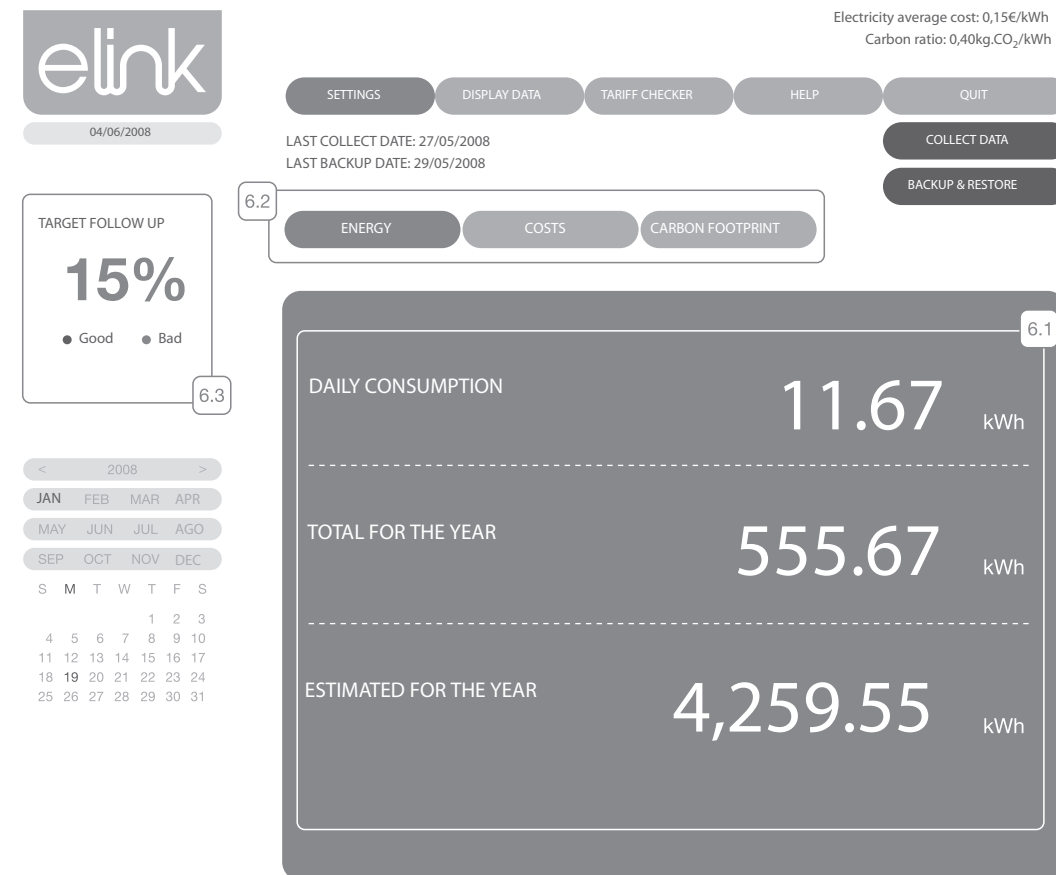 Electricity average cost: 0,15€/kWh
Carbon ratio: 0,40kg.CO₂/kWh
elink
04/06/2008
SETTINGS DISPLAY DATA TARIFF CHECKER HELP QUIT
LAST COLLECT DATE: 27/05/2008
LAST BACKUP DATE: 29/05/2008
COLLECT DATA
BACKUP & RESTORE
6.2
ENERGY COSTS CARBON FOOTPRINT
TARGET FOLLOW UP
15%
Good Bad
6.3
6.1
DAILY CONSUMPTION 11.67 kWh
TOTAL FOR THE YEAR 555.67 kWh
ESTIMATED FOR THE YEAR 4,259.55 kWh
< 2008 >
JAN FEB MAR APR
MAY JUN JUL AGO
SEP OCT NOV DEC
S M T W T F S
1 2 3
4 5 6 7 8 9 10
11 12 13 14 15 16 17
18 19 20 21 22 23 24
25 26 27 28 29 30 31